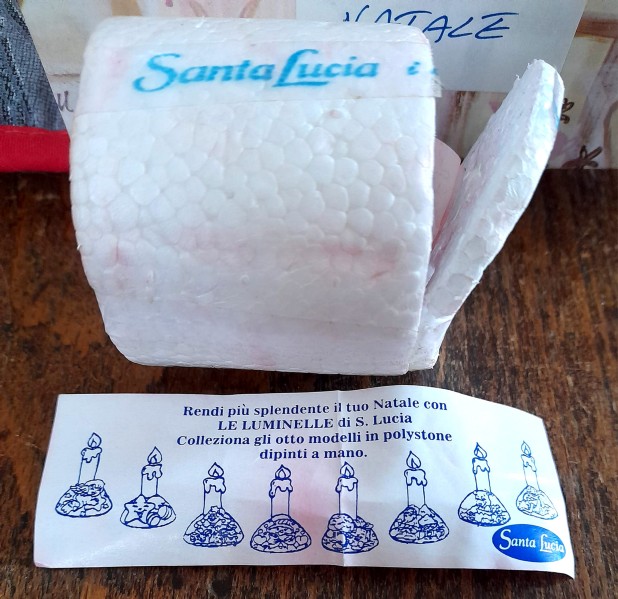 NATALE
Santa Lucia
Rendi più splendente il tuo Natale con
LE LUMINELLE di S. Lucia
Colleziona gli otto modelli in polystone
dipinti a mano.
Santa Lucia